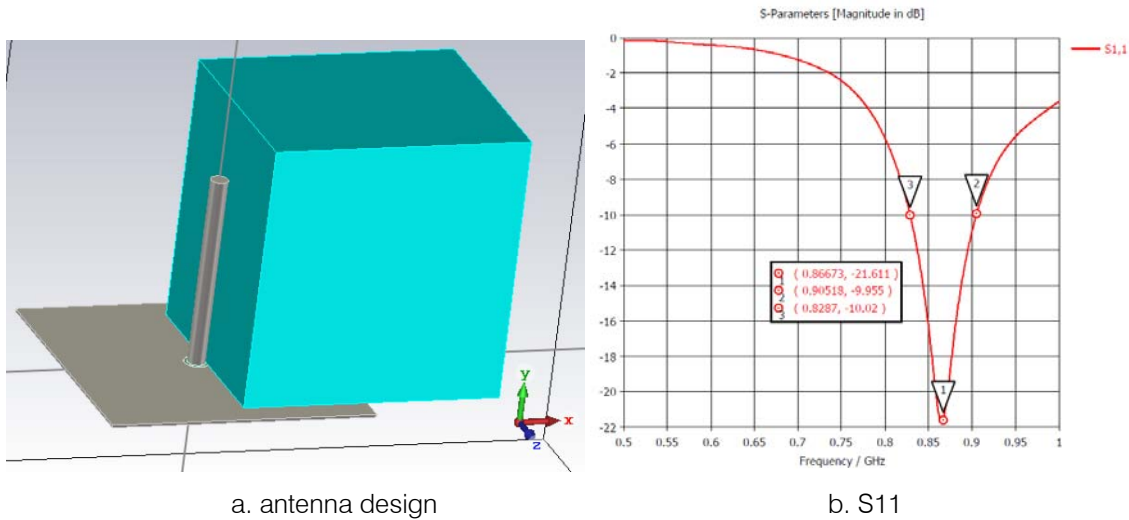 S-Parameters [Magnitude in dB]
S1,1
0
-2
-4
-6
-8
-10
-12
-14
-16
-18
-20
-22
3
2
1
1 ( 0.86673, -21.611 )
2 ( 0.90518, -9.955 )
3 ( 0.8287, -10.02 )
0.5 0.55 0.6 0.65 0.7 0.75 0.8 0.85 0.9 0.95 1
Frequency / GHz
y
x
z
a. antenna design
b. S11